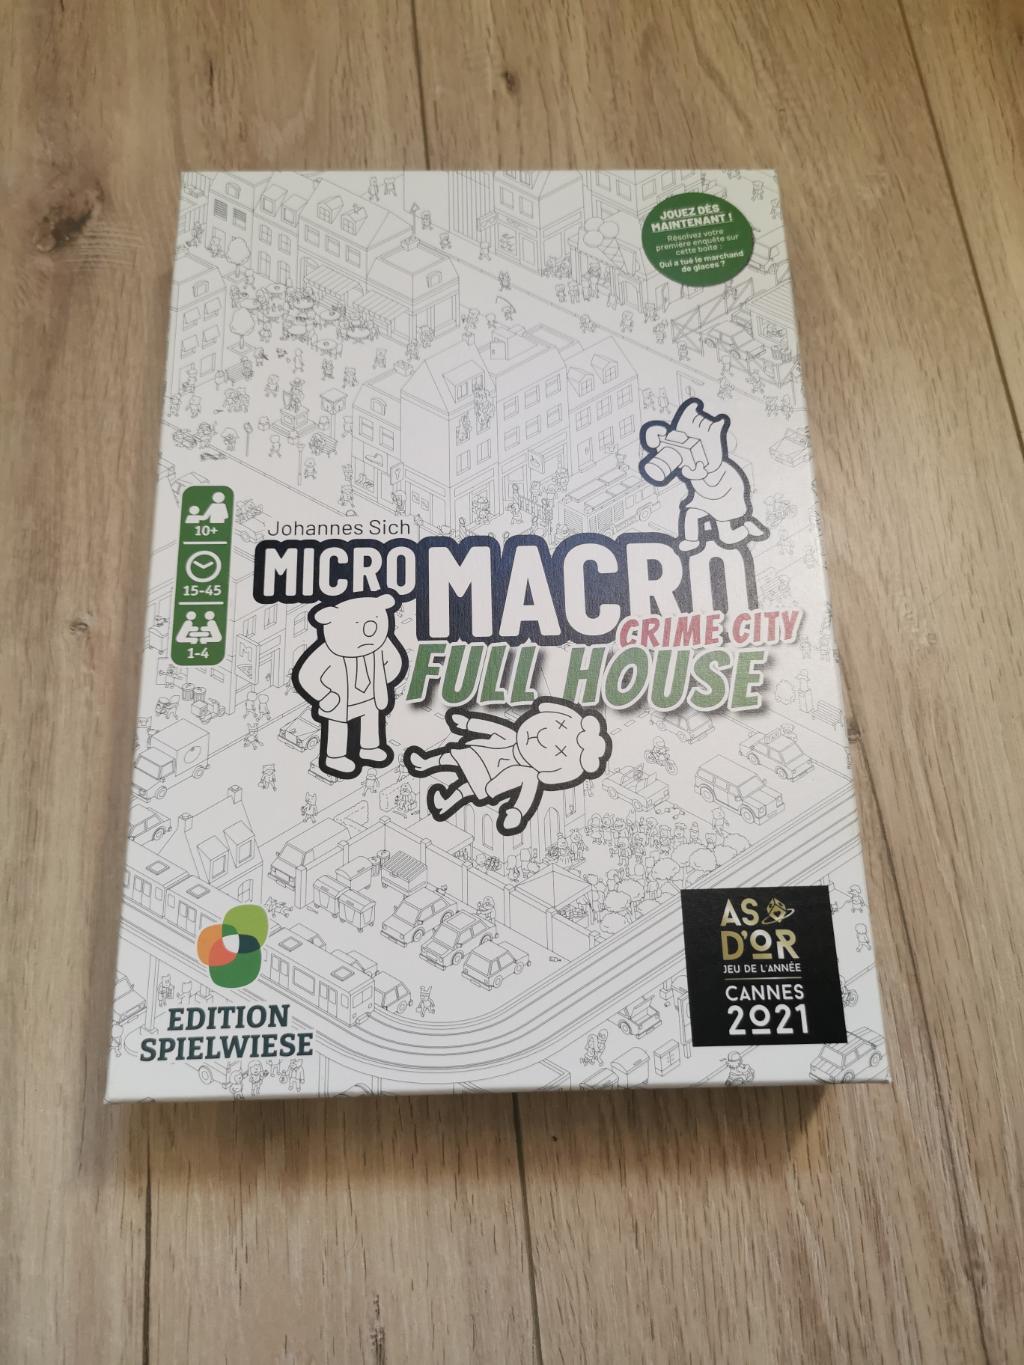 JOUEZ DÈS
MAINTENANT !
Résolvez votre
première enquête sur
cette boîte :
Qui a tué le marchand
de glaces ?
10+
15-45
1-4
Johannes Sich
MICRO MACRO
CRIME CITY
FULL HOUSE
AS
D'OR
JEU DE L'ANNÉE
CANNES
2021
EDITION
SPIELWIESE